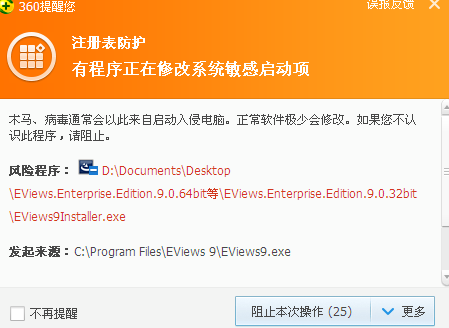 360提醒您
误报反馈
注册表防护
有程序正在修改系统敏感启动项
木马、病毒通常会以此来自启动入侵电脑。正常软件极少会修改。如果您不认
识此程序，请阻止。
风险程序： D:\Documents\Desktop
\EViews.Enterprise.Edition.9.0.64bit等\EViews.Enterprise.Edition.9.0.32bit
\EViews9Installer.exe
发起来源：C:\Program Files\EViews 9\EViews9.exe
不再提醒
阻止本次操作 (25)
更多